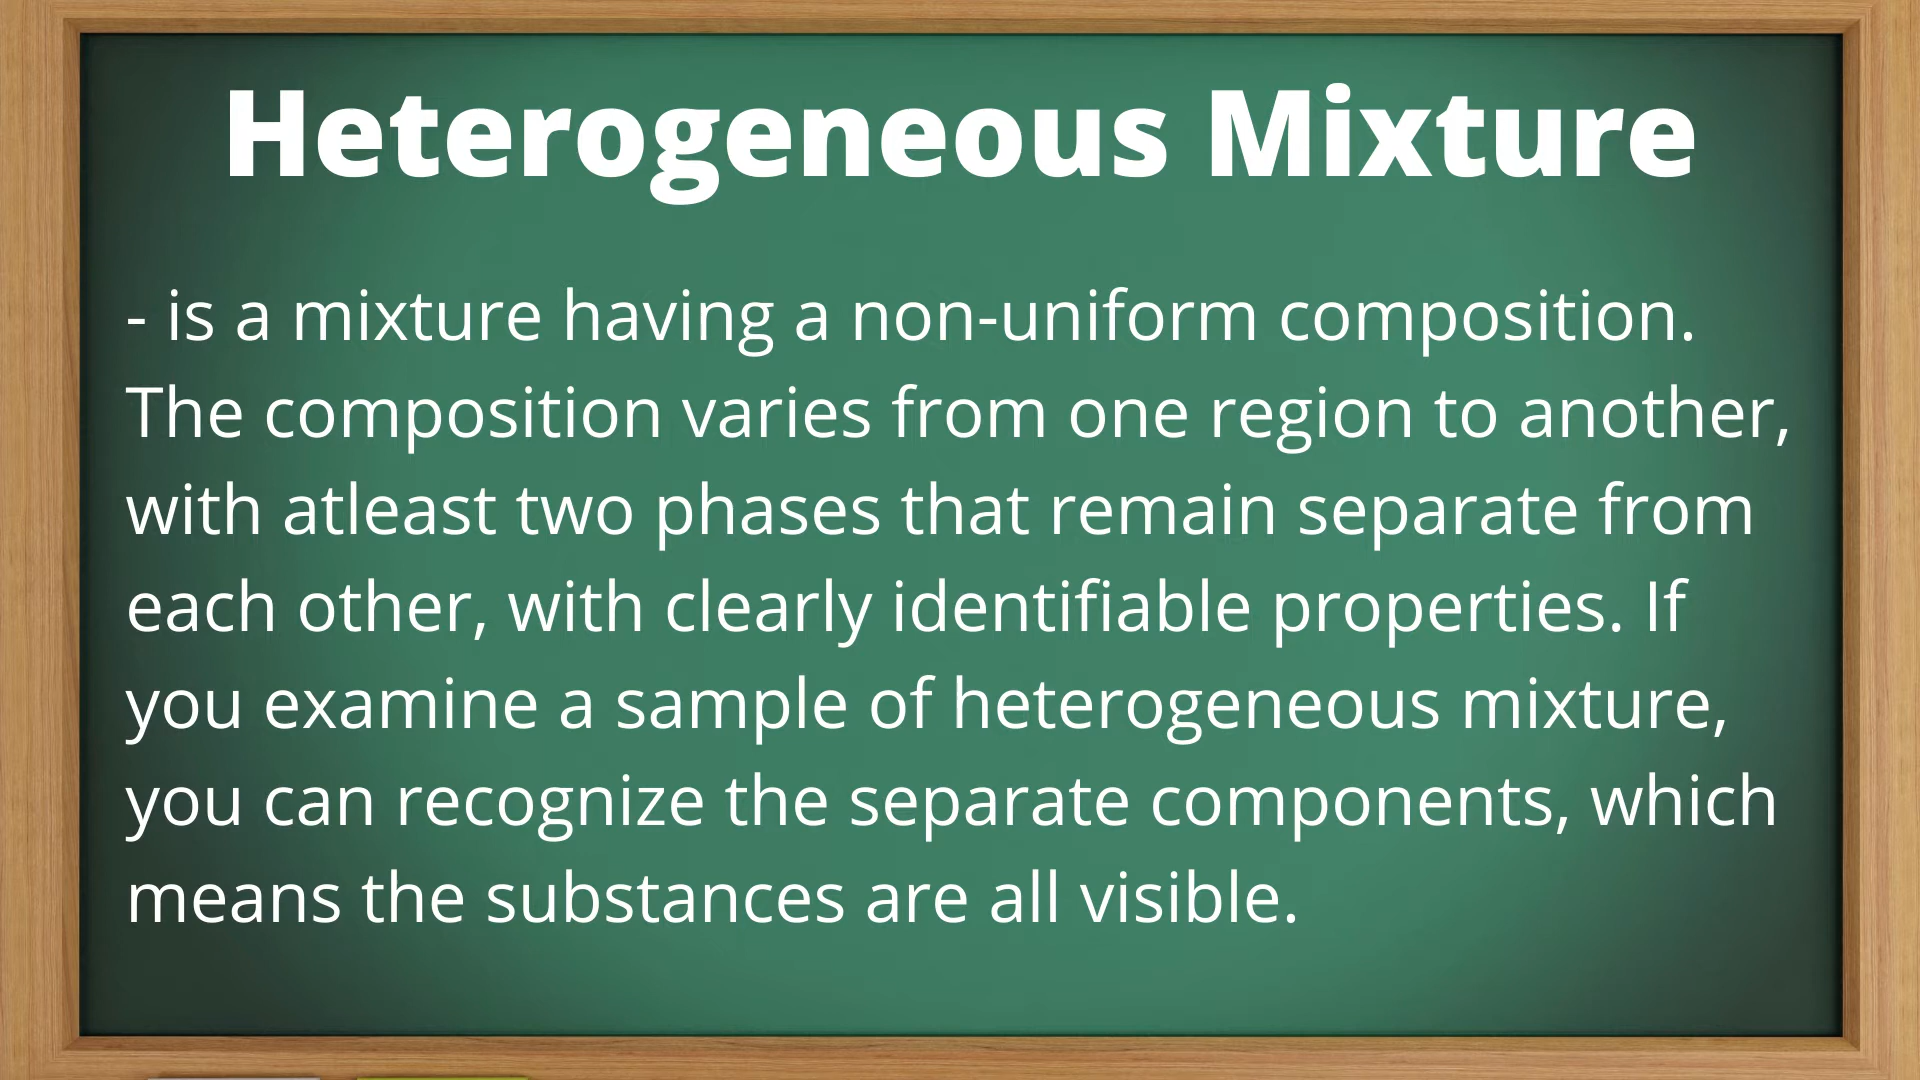 Heterogeneous Mixture
- is a mixture having a non-uniform composition.
The composition varies from one region to another,
with atleast two phases that remain separate from
each other, with clearly identifiable properties. If
you examine a sample of heterogeneous mixture,
you can recognize the separate components, which
means the substances are all visible.